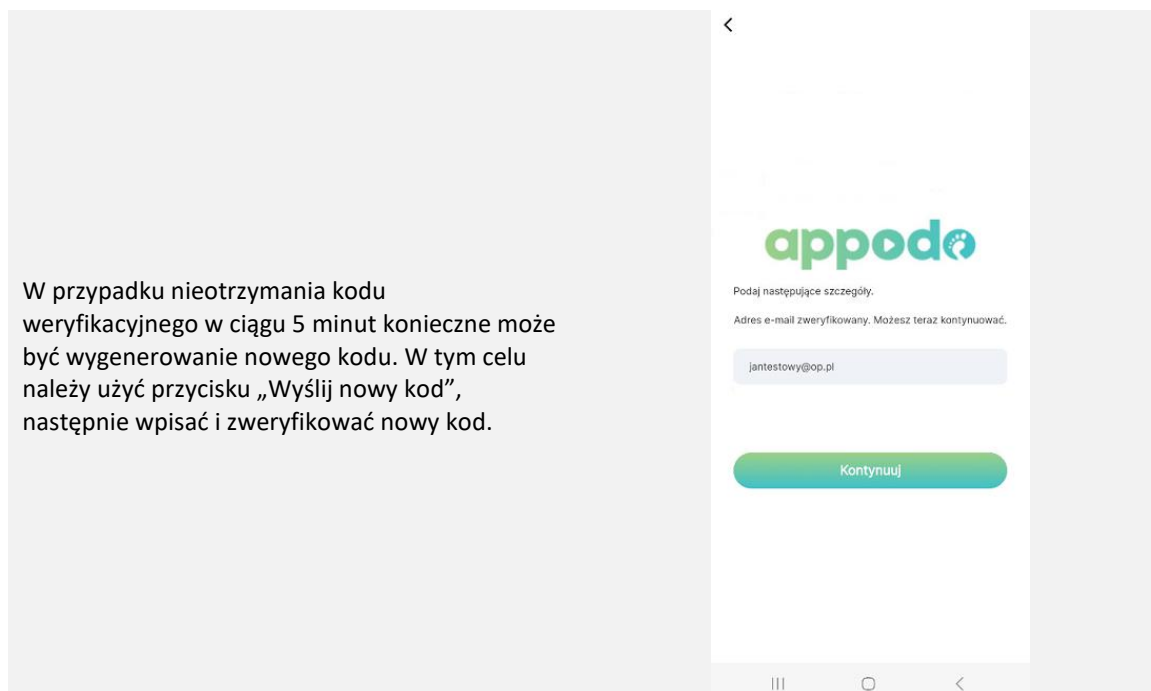 W przypadku nieotrzymania kodu
weryfikacyjnego w ciągu 5 minut konieczne może
być wygenerowanie nowego kodu. W tym celu
należy użyć przycisku „Wyślij nowy kod”,
następnie wpisać i zweryfikować nowy kod.
appodo
Podaj następujące szczegóły.
Adres e-mail zweryfikowany. Możesz teraz kontynuować.
jantestowy@op.pl
Kontynuuj